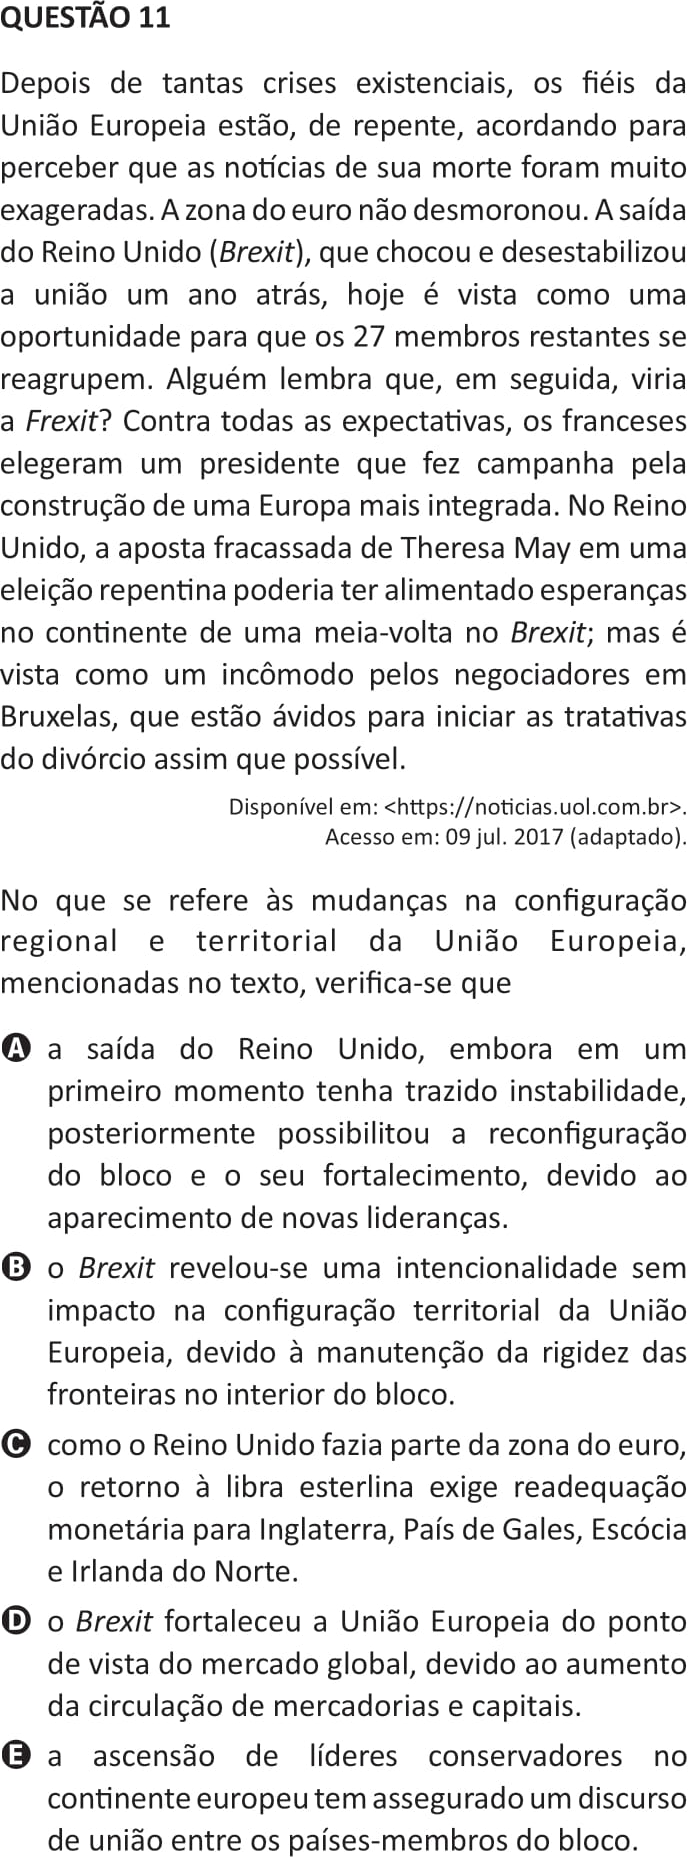 QUESTÃO 11
Depois de tantas crises existenciais, os fiéis da
União Europeia estão, de repente, acordando para
perceber que as notícias de sua morte foram muito
exageradas. A zona do euro não desmoronou. A saída
do Reino Unido (Brexit), que chocou e desestabilizou
a união um ano atrás, hoje é vista como uma
oportunidade para que os 27 membros restantes se
reagrupem. Alguém lembra que, em seguida, viria
a Frexit? Contra todas as expectativas, os franceses
elegeram um presidente que fez campanha pela
construção de uma Europa mais integrada. No Reino
Unido, a aposta fracassada de Theresa May em uma
eleição repentina poderia ter alimentado esperanças
no continente de uma meia-volta no Brexit; mas é
vista como um incômodo pelos negociadores em
Bruxelas, que estão ávidos para iniciar as tratativas
do divórcio assim que possível.
Disponível em: <https://noticias.uol.com.br>.
Acesso em: 09 jul. 2017 (adaptado).
No que se refere às mudanças na configuração
regional e territorial da União Europeia,
mencionadas no texto, verifica-se que
A a saída do Reino Unido, embora em um
primeiro momento tenha trazido instabilidade,
posteriormente possibilitou a reconfiguração
do bloco e o seu fortalecimento, devido ao
aparecimento de novas lideranças.
B o Brexit revelou-se uma intencionalidade sem
impacto na configuração territorial da União
Europeia, devido à manutenção da rigidez das
fronteiras no interior do bloco.
C como o Reino Unido fazia parte da zona do euro,
o retorno à libra esterlina exige readequação
monetária para Inglaterra, País de Gales, Escócia
e Irlanda do Norte.
D o Brexit fortaleceu a União Europeia do ponto
de vista do mercado global, devido ao aumento
da circulação de mercadorias e capitais.
E a ascensão de líderes conservadores no
continente europeu tem assegurado um discurso
de união entre os países-membros do bloco.